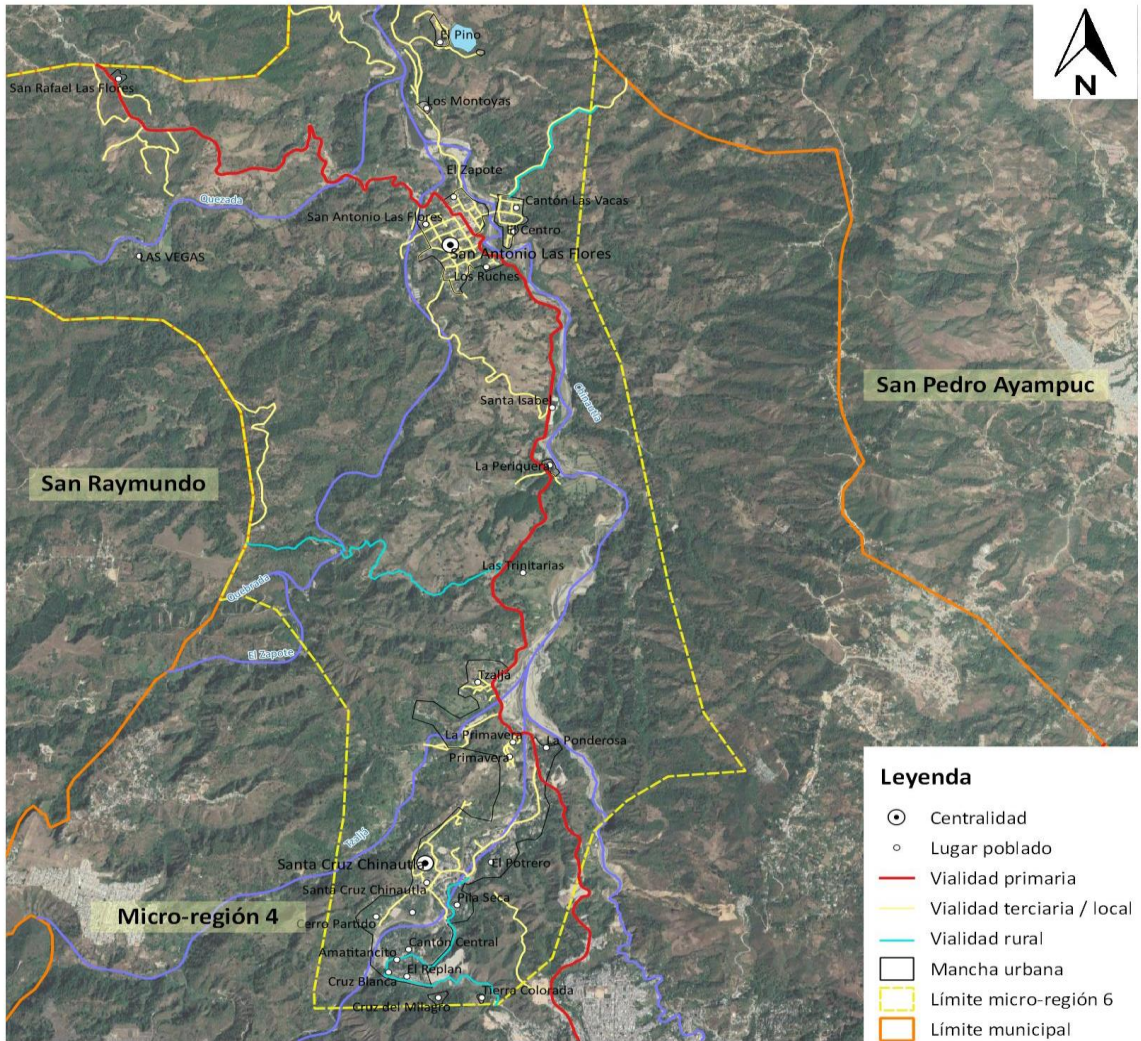 El Pino
N
San Rafael Las Flores
Los Montoyas
El Zapote
Quezada
Cantón Las Vacas
San Antonio Las Flores
El Centro
LAS VEGAS
San Antonio Las Flores
Los Ruches
San Pedro Ayampuc
Santa Isabel
Chinautla
La Periquera
San Raymundo
Las Trinitarias
Quebrada
El Zapote
Tzaljá
La Primavera
La Ponderosa
Primavera
Tzaljá
Santa Cruz Chinautla
El Potrero
Santa Cruz Chinautla
Pila Seca
Micro-región 4
Cerro Partido
Cantón Central
Amatitancito
El Replan
Cruz Blanca
Tierra Colorada
Cruz del Milagro
Leyenda
Centralidad
Lugar poblado
Vialidad primaria
Vialidad terciaria / local
Vialidad rural
Mancha urbana
Límite micro-región 6
Límite municipal